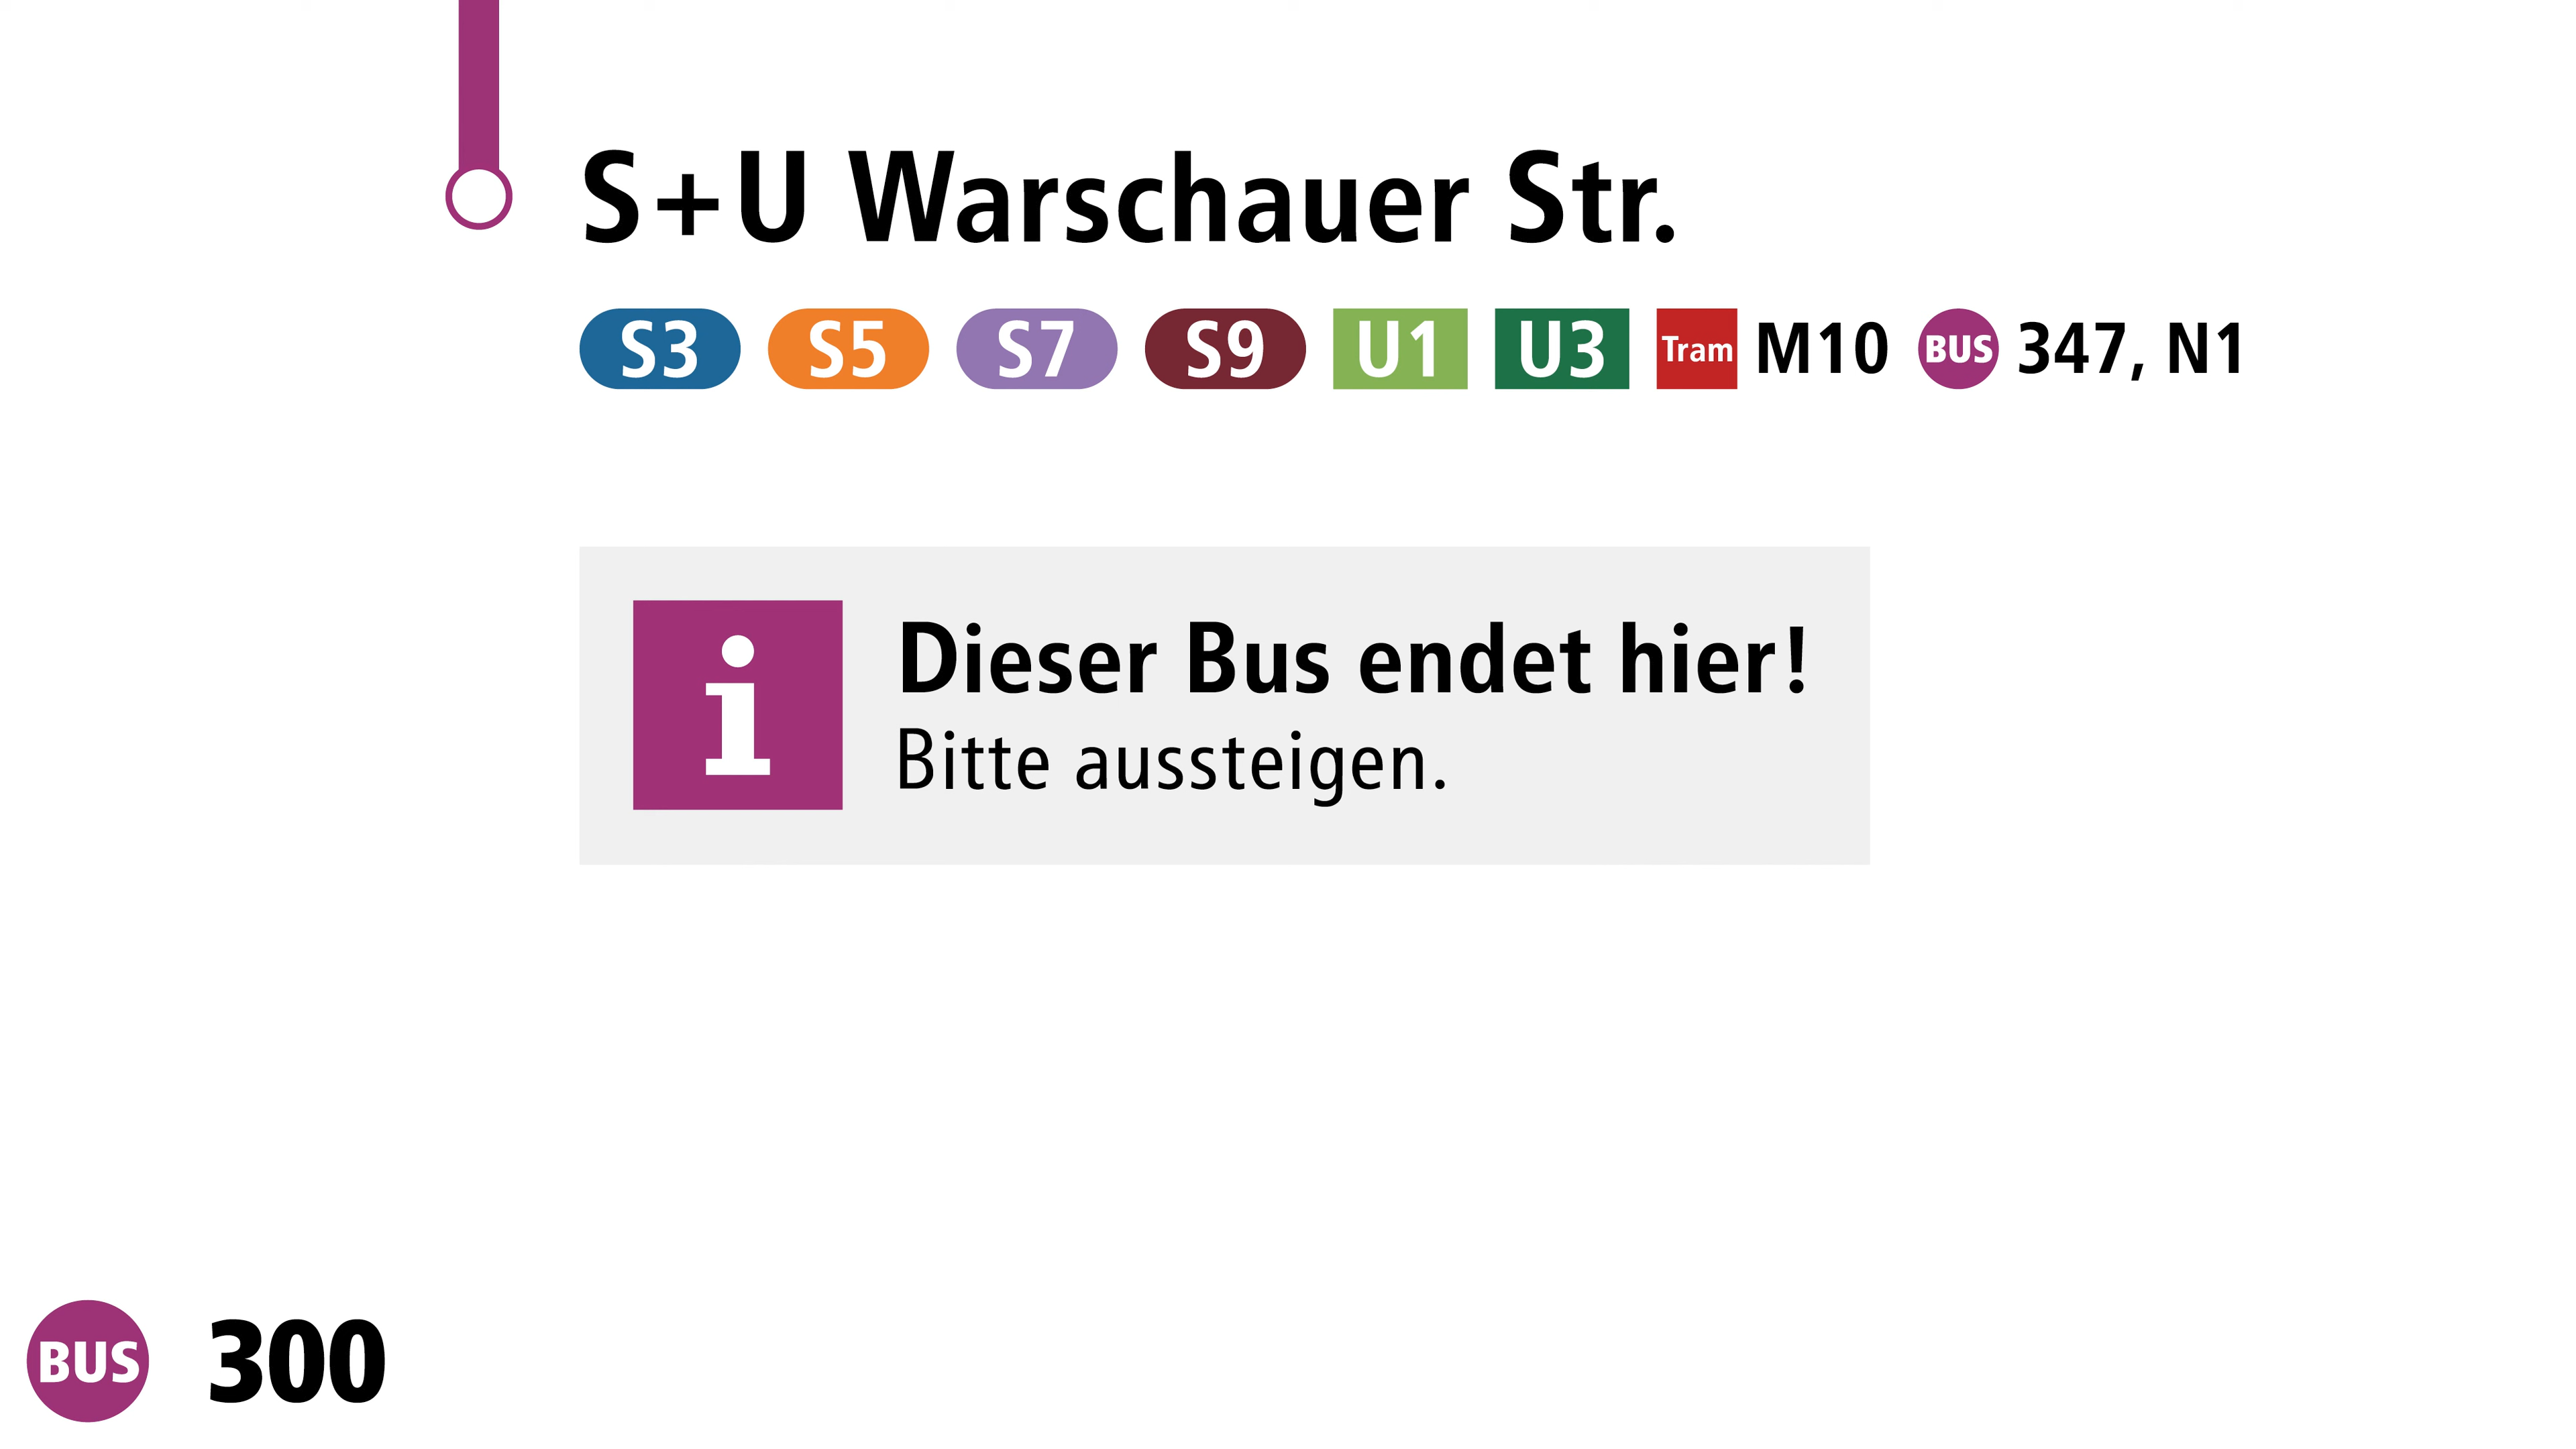 S+U Warschauer Str.
S3 S5 S7 S9 U1 U3 Tram M10 BUS 347, N1
i
Dieser Bus endet hier!
Bitte aussteigen.
BUS 300